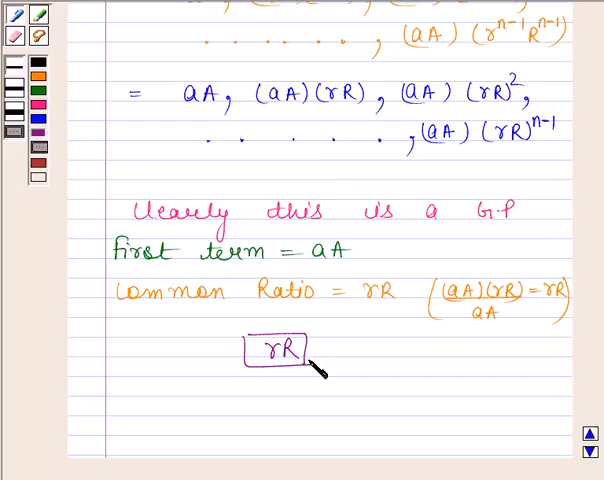 . . . . . . , (aA) (r^{n-1} R^{n-1})
= aA, (aA)(rR), (aA) (rR)^2,
. . . . . , (aA) (rR)^{n-1}
Clearly this is a G.P
First term = aA
Common Ratio = rR ((aA)(rR)/aA = rR)
rR